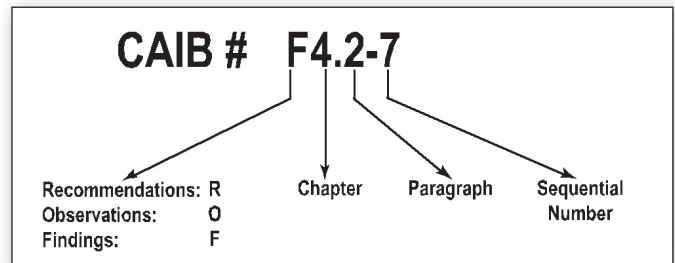 CAIB # F4.2-7
Recommendations: R Chapter Paragraph Sequential
Observations: O Number
Findings: F